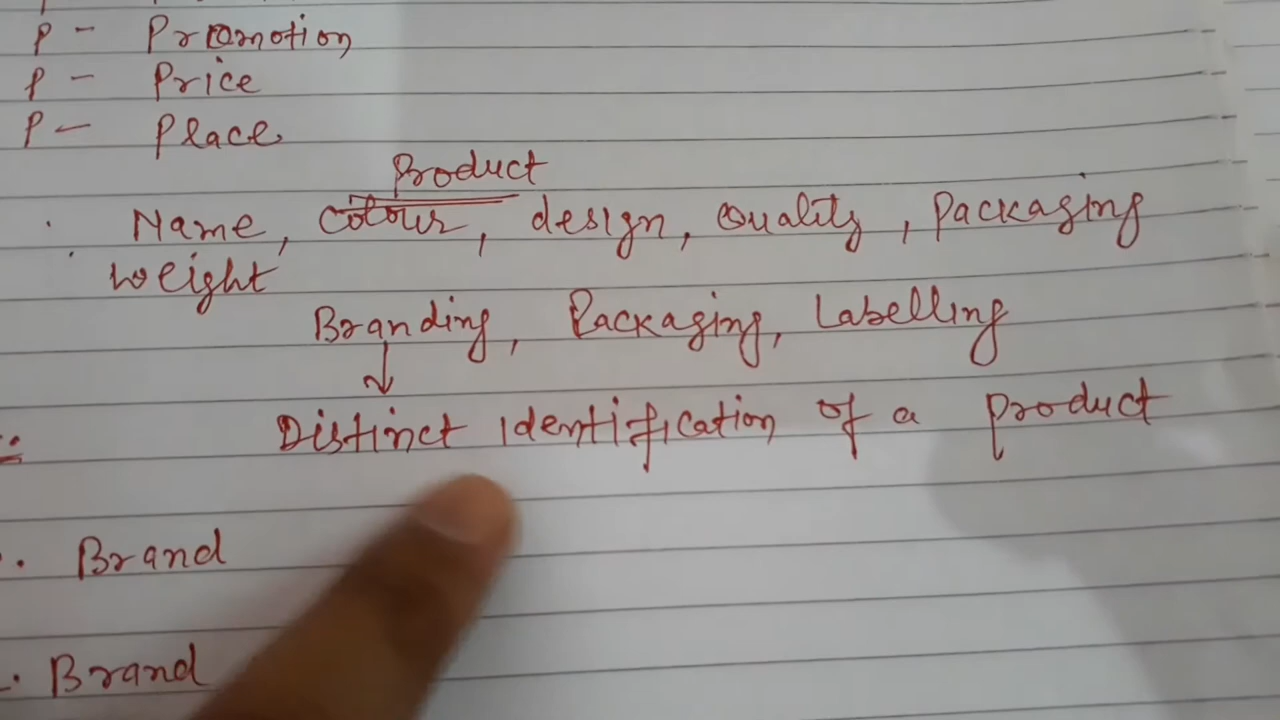 P - Promotion
P - Price
P - Place
Product
Name, Colour, design, Quality, Packaging
weight
Branding, Packaging, Labelling
↓
Distinct Identification of a product
Brand
Brand